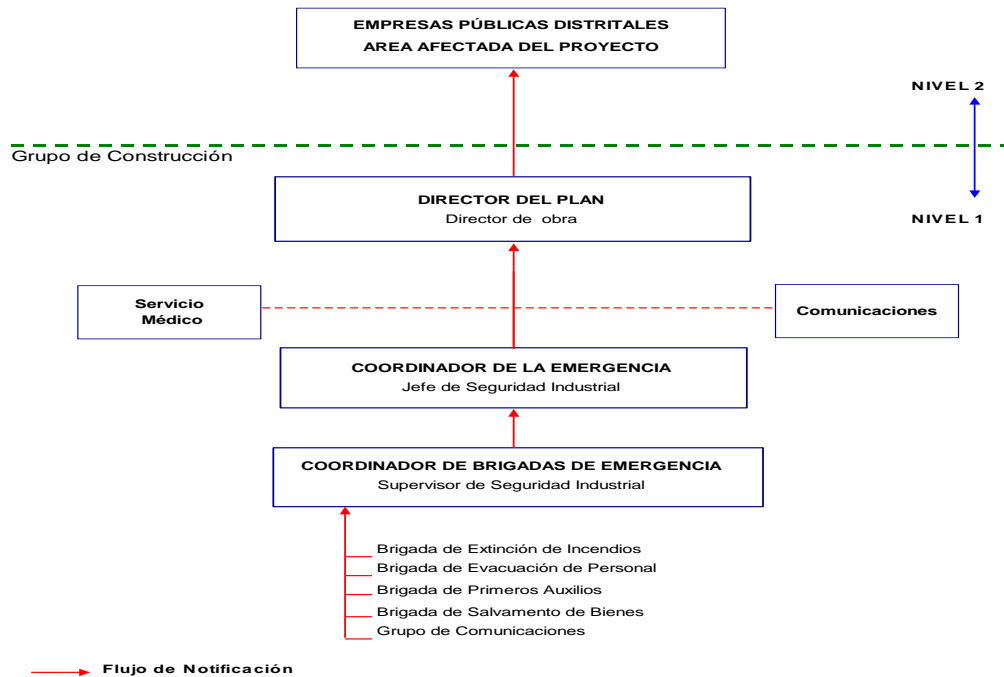 EMPRESAS PÚBLICAS DISTRITALES
AREA AFECTADA DEL PROYECTO
NIVEL 2
Grupo de Construcción
DIRECTOR DEL PLAN
Director de obra
NIVEL 1
Servicio
Médico
Comunicaciones
COORDINADOR DE LA EMERGENCIA
Jefe de Seguridad Industrial
COORDINADOR DE BRIGADAS DE EMERGENCIA
Supervisor de Seguridad Industrial
Brigada de Extinción de Incendios
Brigada de Evacuación de Personal
Brigada de Primeros Auxilios
Brigada de Salvamento de Bienes
Grupo de Comunicaciones
Flujo de Notificación